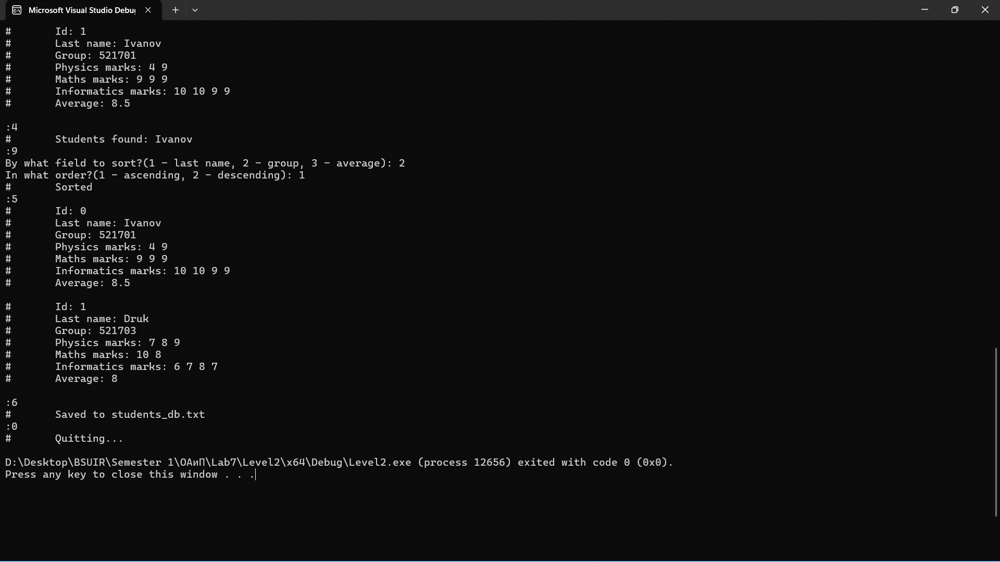 Microsoft Visual Studio Debu
#       Id: 1
#       Last name: Ivanov
#       Group: 521701
#       Physics marks: 4 9
#       Maths marks: 9 9 9
#       Informatics marks: 10 10 9 9
#       Average: 8.5
:4
#       Students found: Ivanov
:9
By what field to sort?(1 - last name, 2 - group, 3 - average): 2
In what order?(1 - ascending, 2 - descending): 1
#       Sorted
:5
#       Id: 0
#       Last name: Ivanov
#       Group: 521701
#       Physics marks: 4 9
#       Maths marks: 9 9 9
#       Informatics marks: 10 10 9 9
#       Average: 8.5
#       Id: 1
#       Last name: Druk
#       Group: 521703
#       Physics marks: 7 8 9
#       Maths marks: 10 8
#       Informatics marks: 6 7 8 7
#       Average: 8
:6
#       Saved to students_db.txt
:0
#       Quitting...
D:\Desktop\BSUIR\Semester 1\ОАиП\Lab7\Level2\x64\Debug\Level2.exe (process 12656) exited with code 0 (0x0).
Press any key to close this window . . .